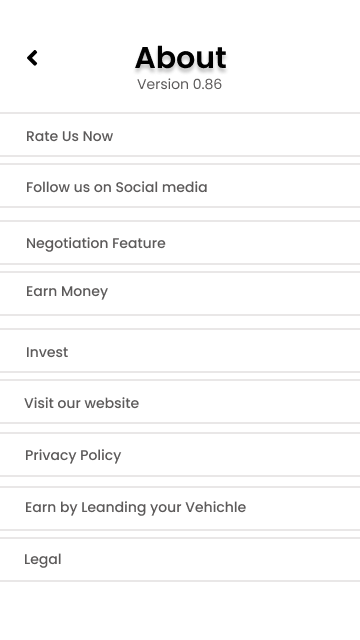 About
Version 0.86
Rate Us Now
Follow us on Social media
Negotiation Feature
Earn Money
Invest
Visit our website
Privacy Policy
Earn by Leanding your Vehichle
Legal